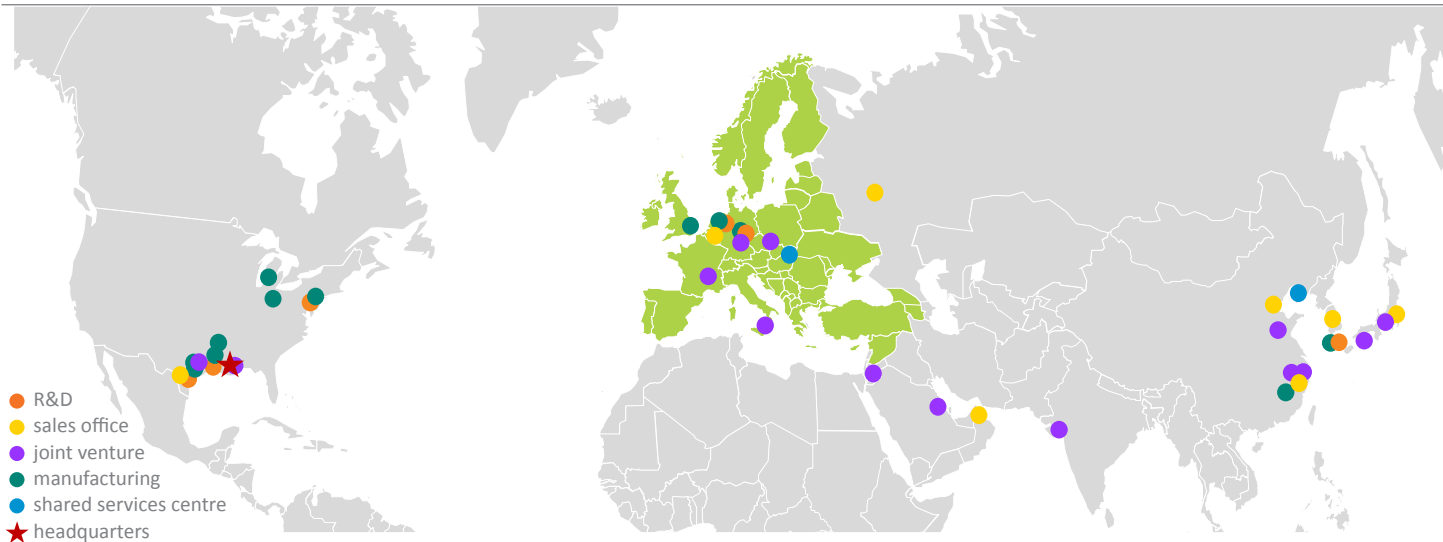 R&D
sales office
joint venture
manufacturing
shared services centre
headquarters